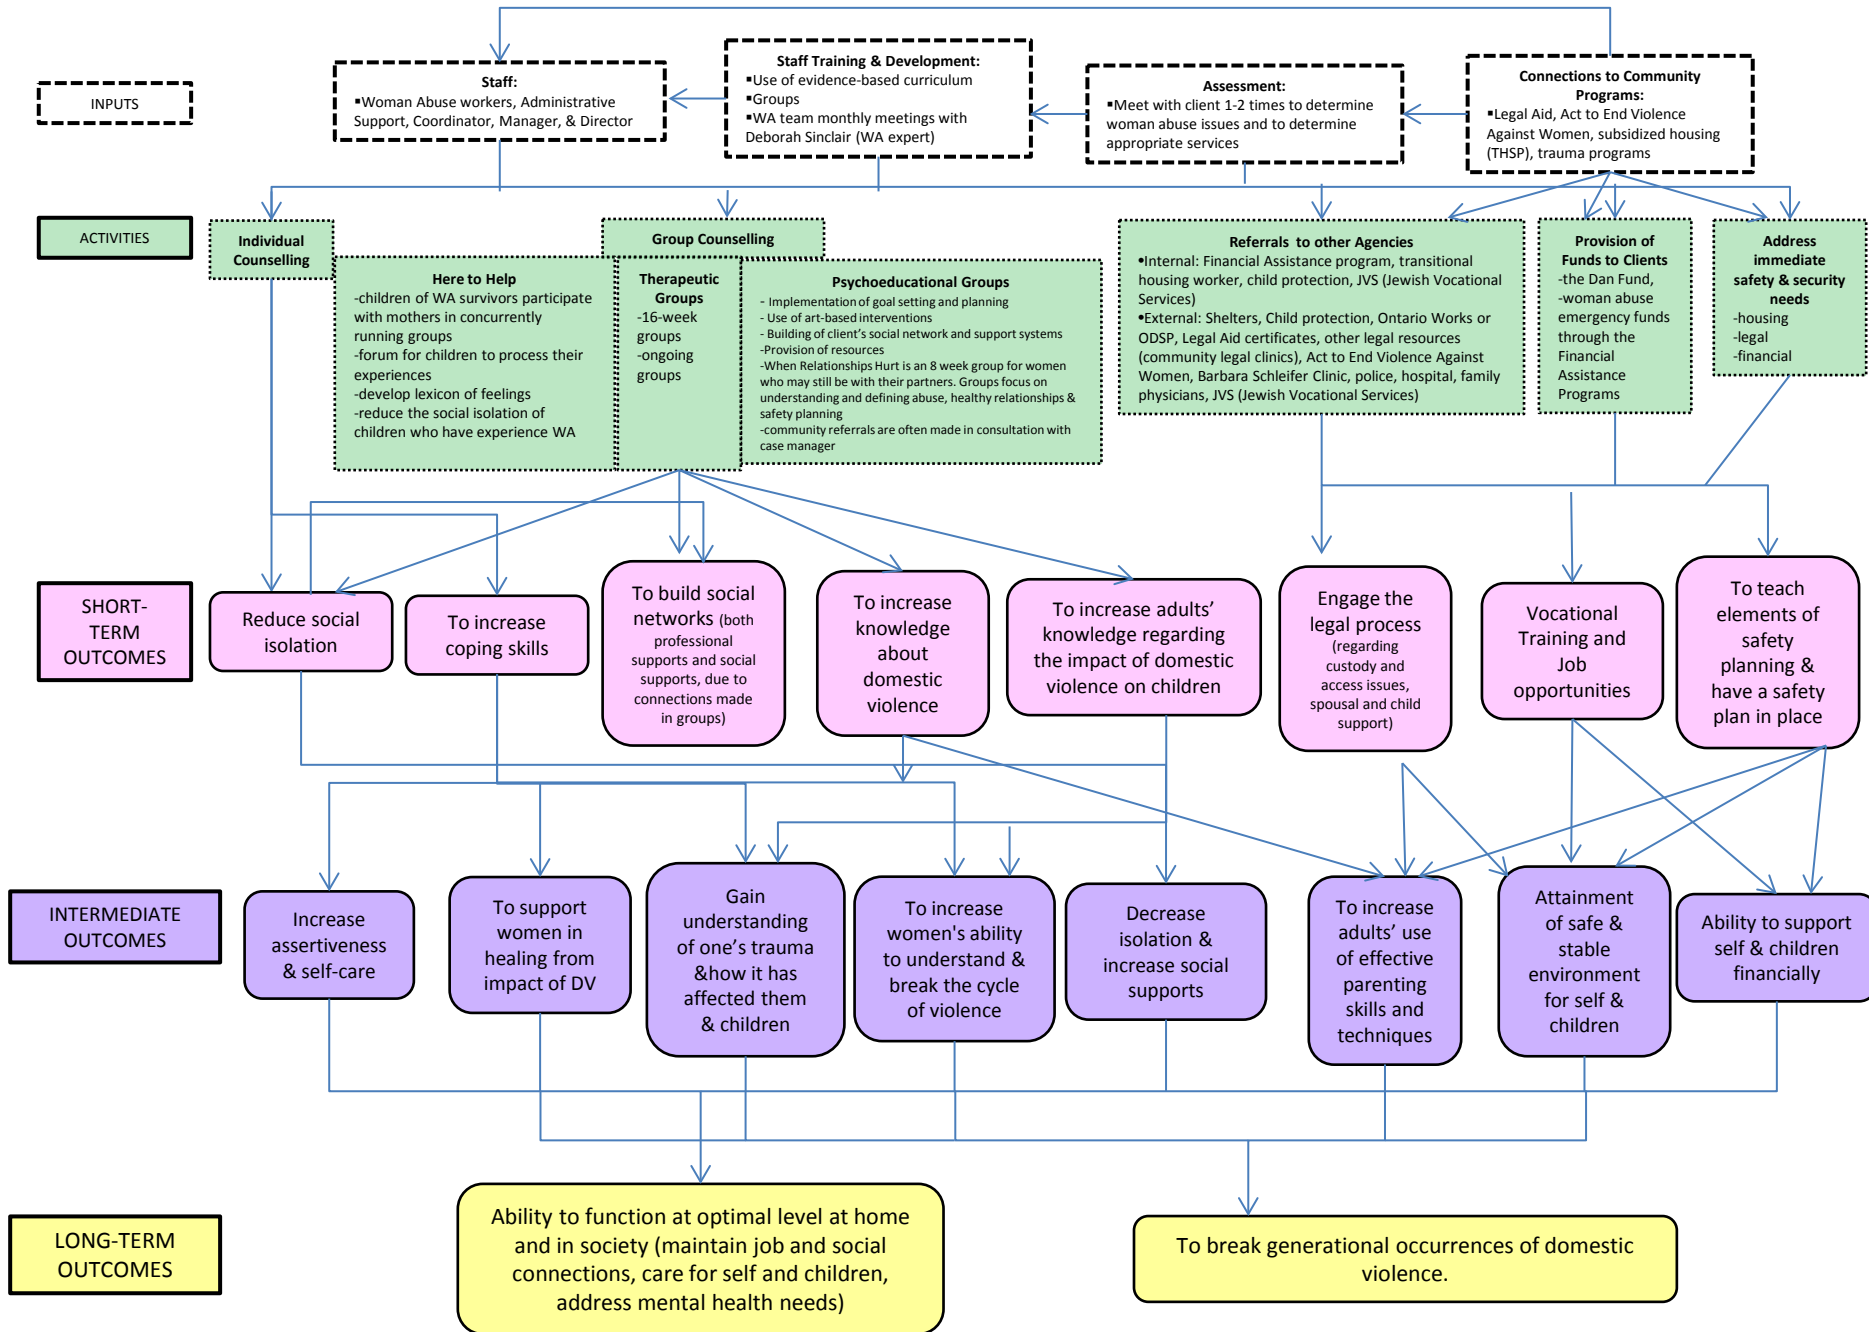 INPUTS
Staff:
▪Woman Abuse workers, Administrative
Support, Coordinator, Manager, & Director
Staff Training & Development:
▪Use of evidence-based curriculum
▪Groups
▪WA team monthly meetings with
Deborah Sinclair (WA expert)
Assessment:
▪Meet with client 1-2 times to determine
woman abuse issues and to determine
appropriate services
Connections to Community
Programs:
▪Legal Aid, Act to End Violence
Against Women, subsidized housing
(THSP), trauma programs
ACTIVITIES
Individual
Counselling
Group Counselling
Here to Help
-children of WA survivors participate
with mothers in concurrently
running groups
-forum for children to process their
experiences
-develop lexicon of feelings
-reduce the social isolation of
children who have experience WA
Therapeutic
Groups
-16-week
groups
-ongoing
groups
Psychoeducational Groups
- Implementation of goal setting and planning
- Use of art-based interventions
- Building of client’s social network and support systems
-Provision of resources
-When Relationships Hurt is an 8 week group for women
who may still be with their partners. Groups focus on
understanding and defining abuse, healthy relationships &
safety planning
-community referrals are often made in consultation with
case manager
Referrals to other Agencies
•Internal: Financial Assistance program, transitional
housing worker, child protection, JVS (Jewish Vocational
Services)
•External: Shelters, Child protection, Ontario Works or
ODSP, Legal Aid certificates, other legal resources
(community legal clinics), Act to End Violence Against
Women, Barbara Schleifer Clinic, police, hospital, family
physicians, JVS (Jewish Vocational Services)
Provision of
Funds to Clients
-the Dan Fund,
-woman abuse
emergency funds
through the
Financial
Assistance
Programs
Address
immediate
safety & security
needs
-housing
-legal
-financial
SHORT-
TERM
OUTCOMES
Reduce social
isolation
To increase
coping skills
To build social
networks (both
professional
supports and social
supports, due to
connections made
in groups)
To increase
knowledge
about
domestic
violence
To increase adults’
knowledge regarding
the impact of domestic
violence on children
Engage the
legal process
(regarding
custody and
access issues,
spousal and child
support)
Vocational
Training and
Job
opportunities
To teach
elements of
safety
planning &
have a safety
plan in place
INTERMEDIATE
OUTCOMES
Increase
assertiveness
& self-care
To support
women in
healing from
impact of DV
Gain
understanding
of one’s trauma
&how it has
affected them
& children
To increase
women's ability
to understand &
break the cycle
of violence
Decrease
isolation &
increase social
supports
To increase
adults’ use
of effective
parenting
skills and
techniques
Attainment
of safe &
stable
environment
for self &
children
Ability to support
self & children
financially
LONG-TERM
OUTCOMES
Ability to function at optimal level at home
and in society (maintain job and social
connections, care for self and children,
address mental health needs)
To break generational occurrences of domestic
violence.